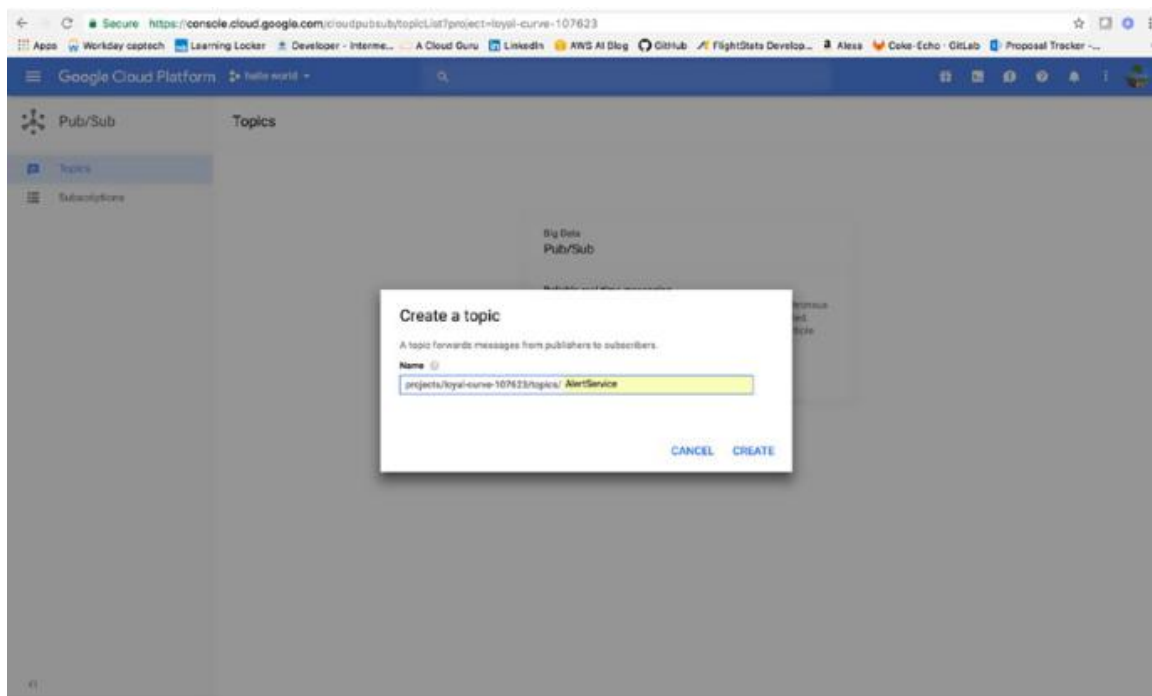 Secure https://console.cloud.google.com/cloudpubsub/topicList?project=loyal-curve-107623
Apps Workday captech Learning Locker Developer - Interme... A Cloud Guru LinkedIn AWS AI Blog GitHub FlightStats Develop... Alexa Coke-Echo · GitLab Proposal Tracker -...
Google Cloud Platform hello world
Pub/Sub Topics
Topics
Subscriptions
Big Data
Pub/Sub
Create a topic
A topic forwards messages from publishers to subscribers.
Name
projects/loyal-curve-107623/topics/ AlertService
CANCEL CREATE